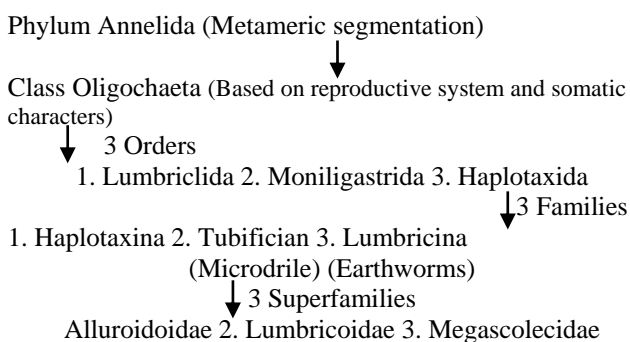 Phylum Annelida (Metameric segmentation)
Class Oligochaeta (Based on reproductive system and somatic
characters)
3 Orders
1. Lumbriclida 2. Moniligastrida 3. Haplotaxida
3 Families
1. Haplotaxina 2. Tubifician 3. Lumbricina
(Microdrile) (Earthworms)
3 Superfamilies
Alluroidoidae 2. Lumbricoidae 3. Megascolecidae